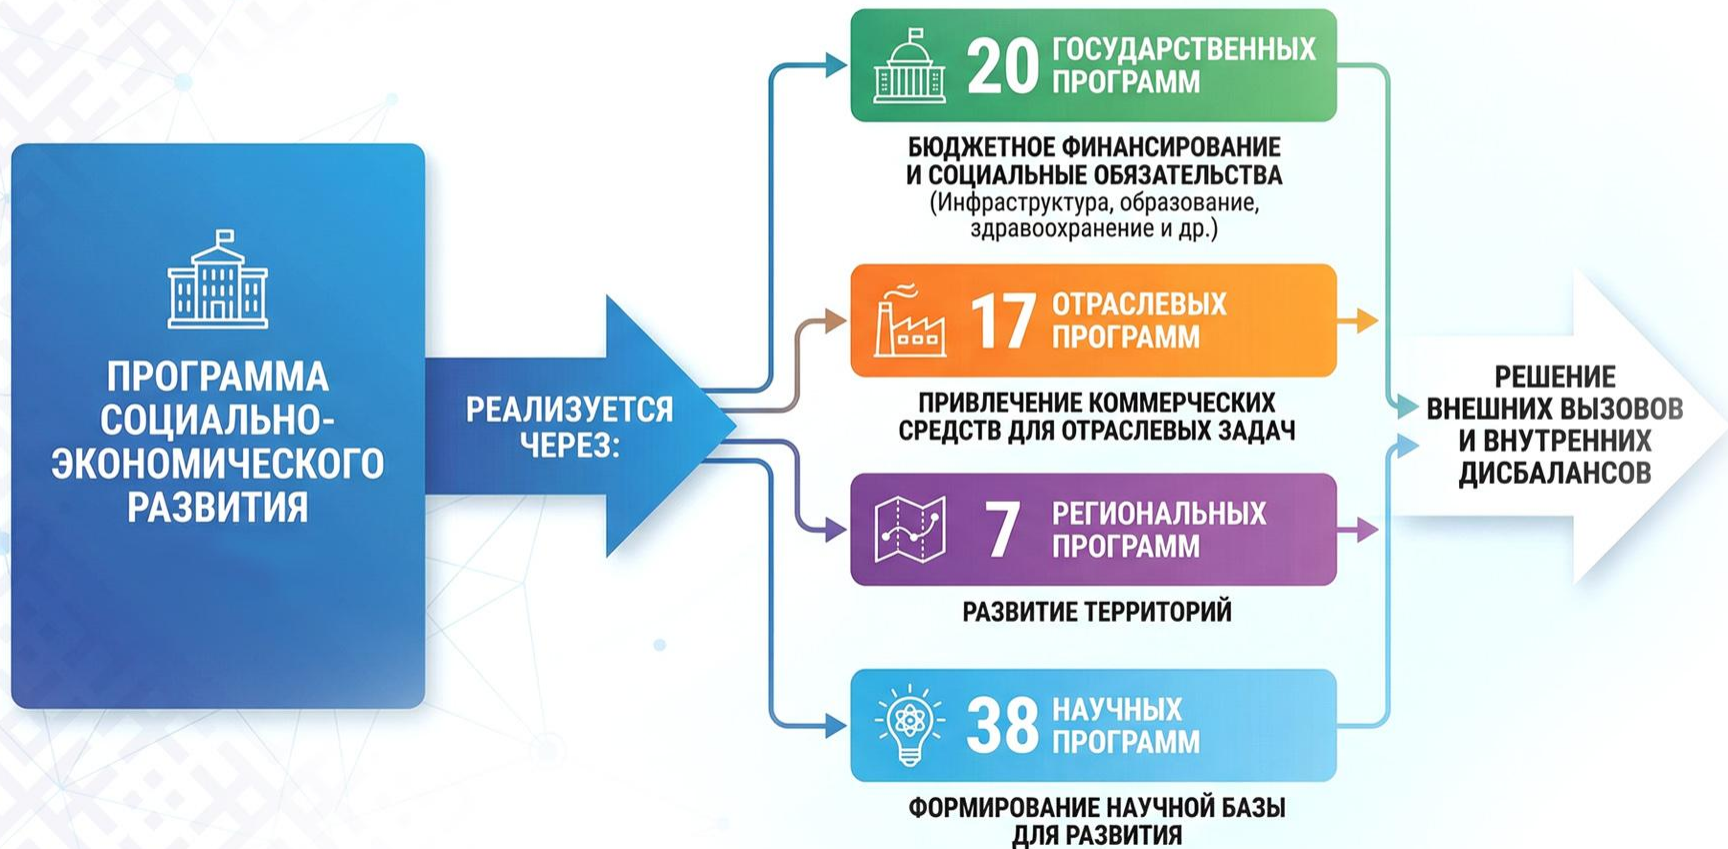 ПРОГРАММА
СОЦИАЛЬНО-
ЭКОНОМИЧЕСКОГО
РАЗВИТИЯ
РЕАЛИЗУЕТСЯ
ЧЕРЕЗ:
20 ГОСУДАРСТВЕННЫХ
ПРОГРАММ
БЮДЖЕТНОЕ ФИНАНСИРОВАНИЕ
И СОЦИАЛЬНЫЕ ОБЯЗАТЕЛЬСТВА
(Инфраструктура, образование,
здравоохранение и др.)
17 ОТРАСЛЕВЫХ
ПРОГРАММ
ПРИВЛЕЧЕНИЕ КОММЕРЧЕСКИХ
СРЕДСТВ ДЛЯ ОТРАСЛЕВЫХ ЗАДАЧ
7 РЕГИОНАЛЬНЫХ
ПРОГРАММ
РАЗВИТИЕ ТЕРРИТОРИЙ
38 НАУЧНЫХ
ПРОГРАММ
ФОРМИРОВАНИЕ НАУЧНОЙ БАЗЫ
ДЛЯ РАЗВИТИЯ
РЕШЕНИЕ
ВНЕШНИХ ВЫЗОВОВ
И ВНУТРЕННИХ
ДИСБАЛАНСОВ